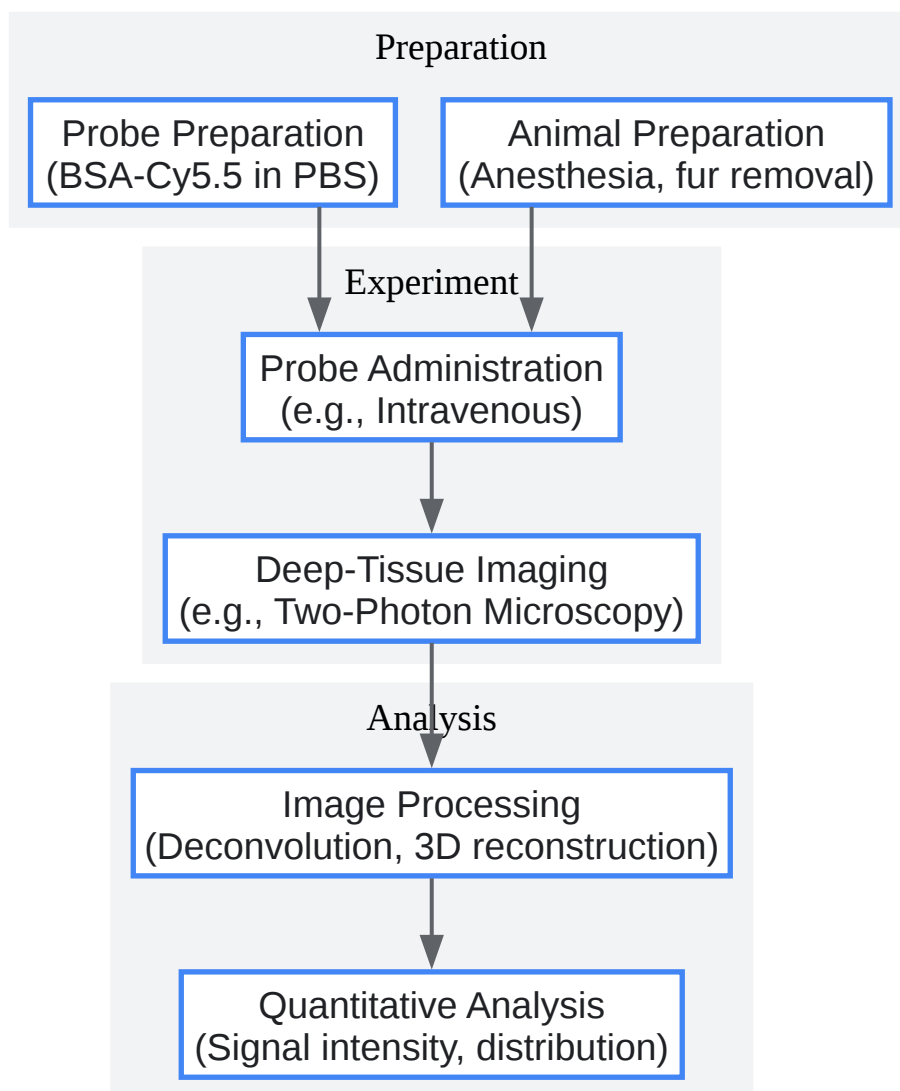 Preparation
Probe Preparation
(BSA-Cy5.5 in PBS)
Animal Preparation
(Anesthesia, fur removal)
Experiment
Probe Administration
(e.g., Intravenous)
Deep-Tissue Imaging
(e.g., Two-Photon Microscopy)
Analysis
Image Processing
(Deconvolution, 3D reconstruction)
Quantitative Analysis
(Signal intensity, distribution)